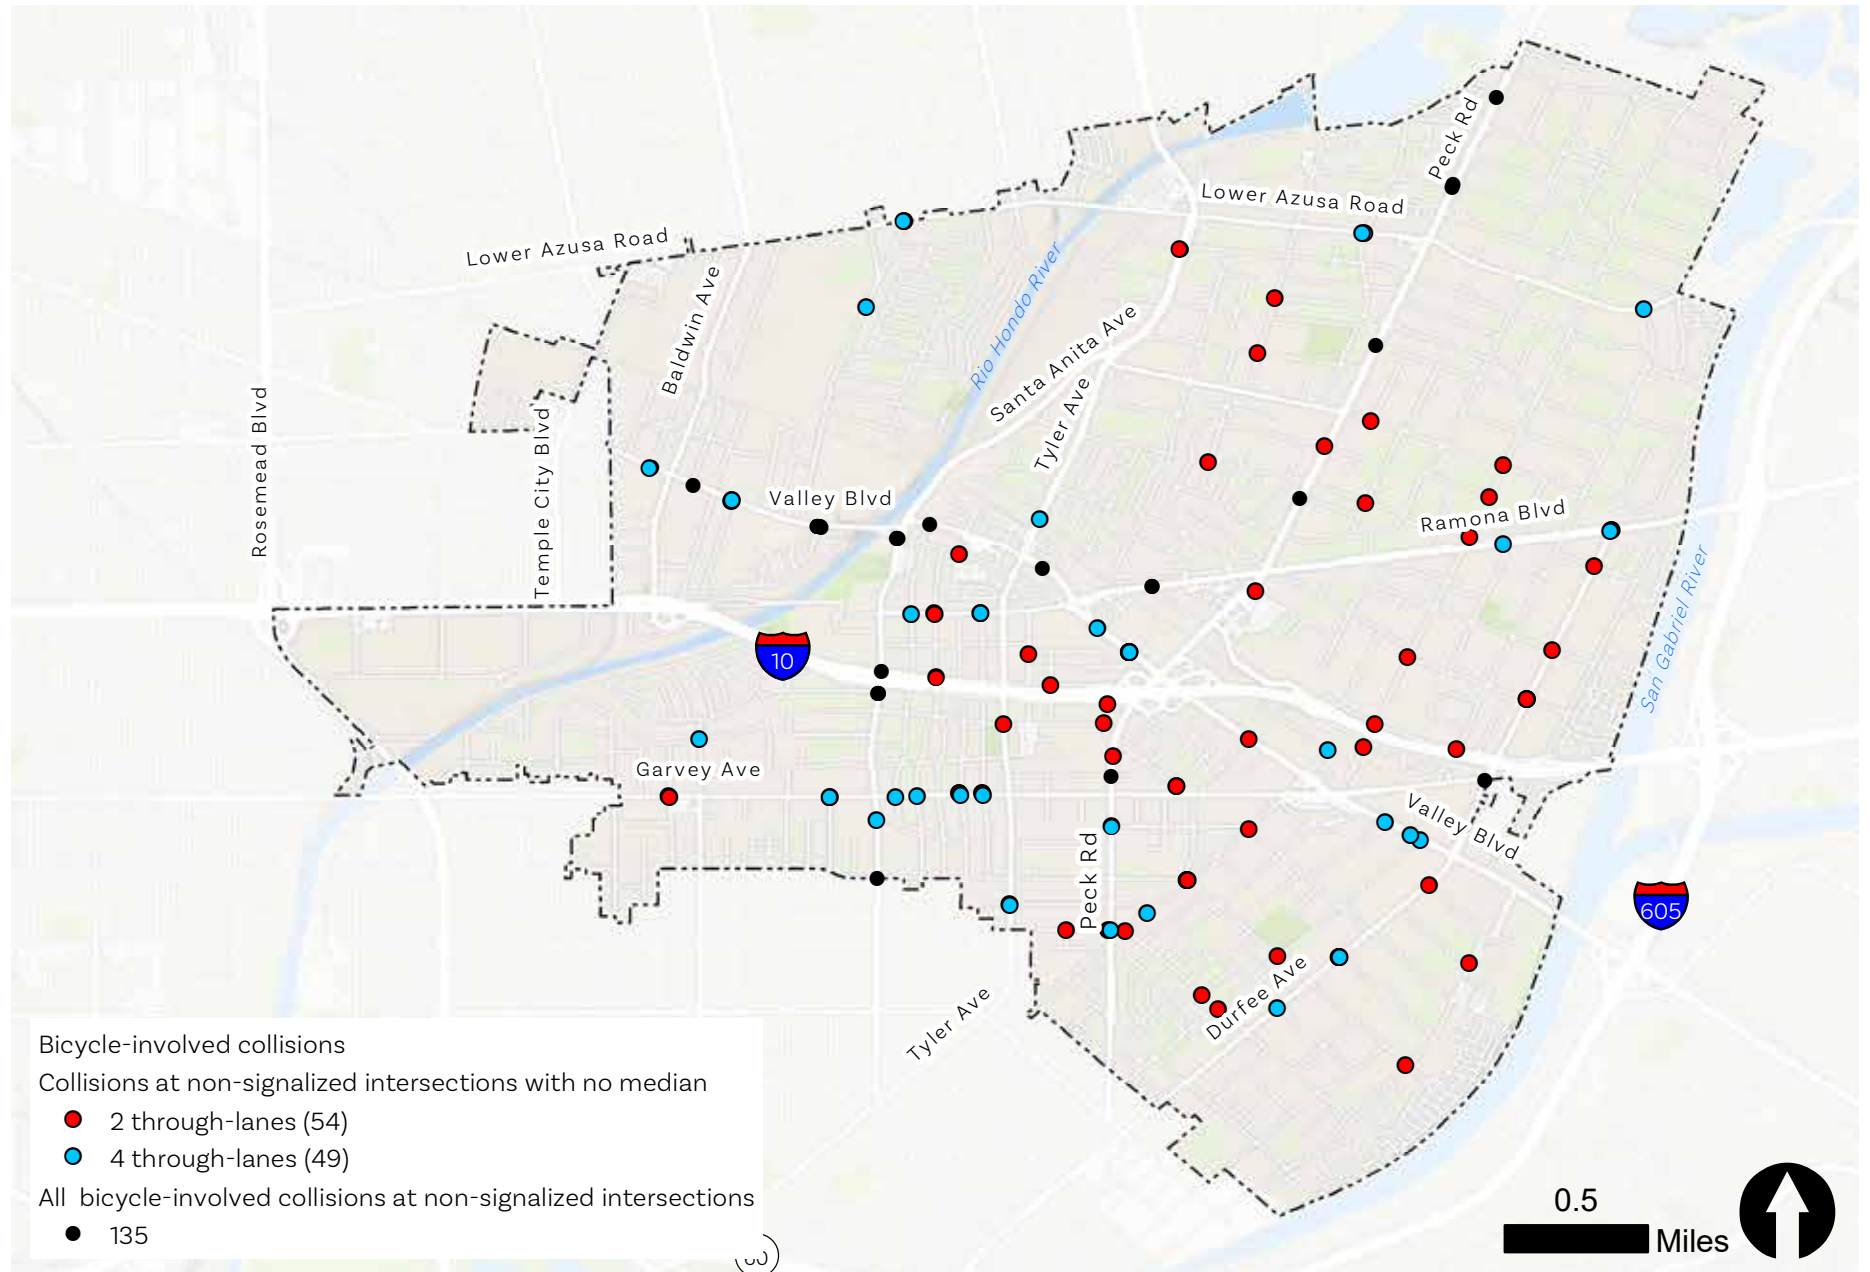 Peck Rd
Lower Azusa Road
Lower Azusa Road
Baldwin Ave
Rio Hondo River
Santa Anita Ave
Tyler Ave
Rosemead Blvd
Temple City Blvd
Valley Blvd
Ramona Blvd
San Gabriel River
10
Garvey Ave
Valley Blvd
Peck Rd
605
Durfee Ave
Tyler Ave
Bicycle-involved collisions
Collisions at non-signalized intersections with no median
2 through-lanes (54)
4 through-lanes (49)
All bicycle-involved collisions at non-signalized intersections
135
0.5
Miles